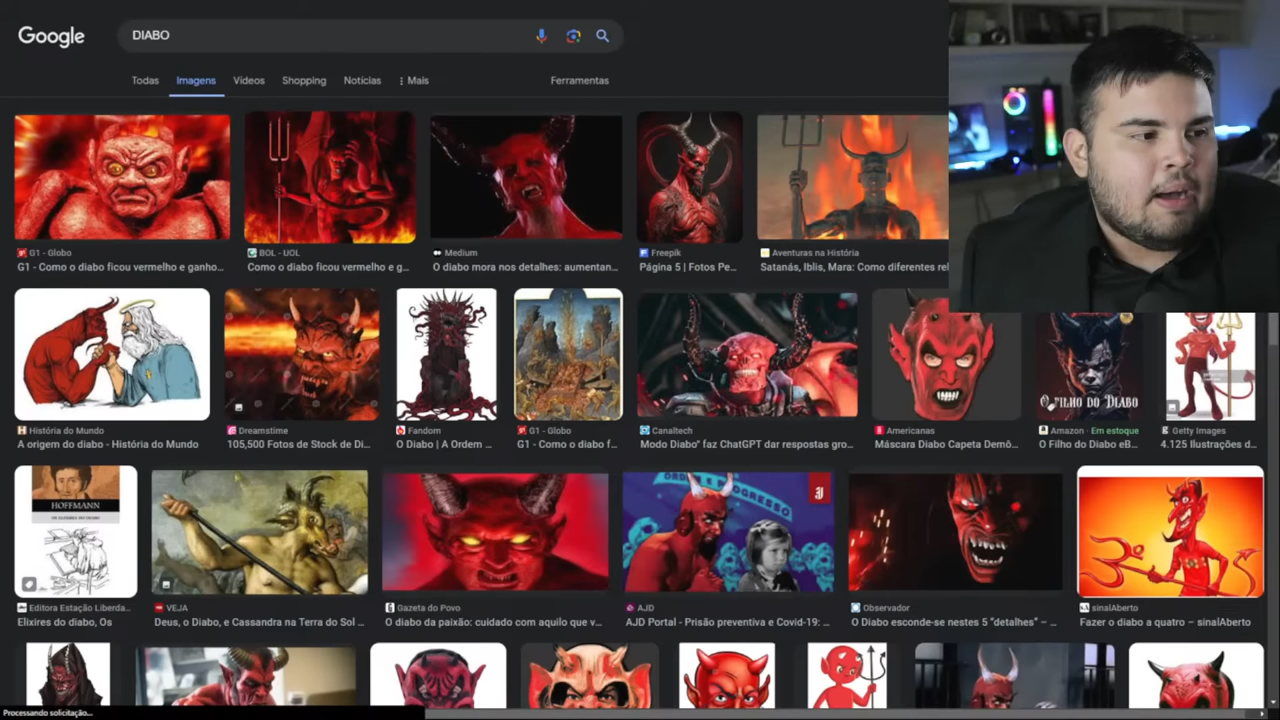 Google
DIABO
Todas
Imagens
Vídeos
Shopping
Notícias
Mais
Ferramentas
G1 - Globo
G1 - Como o diabo ficou vermelho e ganho...
BOL - UOL
Como o diabo ficou vermelho e g...
Medium
O diabo mora nos detalhes: aumentan...
Freepik
Página 5 | Fotos Pe...
Aventuras na História
Satanás, Iblis, Mara: Como diferentes rel
História do Mundo
A origem do diabo - História do Mundo
Dreamstime
105,500 Fotos de Stock de Di...
Fandom
O Diabo | A Ordem ...
G1 - Globo
G1 - Como o diabo f...
Canaltech
Modo Diabo" faz ChatGPT dar respostas gro...
Americanas
Máscara Diabo Capeta Demô...
O FILHO DO DIABO
Amazon · Em estoque
O Filho do Diabo eB...
Getty Images
4.125 Ilustrações d...
HOFFMANN
Editora Estação Liberda...
Elixires do diabo, Os
VEJA
Deus, o Diabo, e Cassandra na Terra do Sol ...
Gazeta do Povo
O diabo da paixão: cuidado com aquilo que v...
ORDEM E PROGRESSO
AJD
AJD Portal - Prisão preventiva e Covid-19: ...
Observador
O Diabo esconde-se nestes 5 "detalhes" – ...
sinalAberto
Fazer o diabo a quatro – sinalAberto
Processando solicitação...